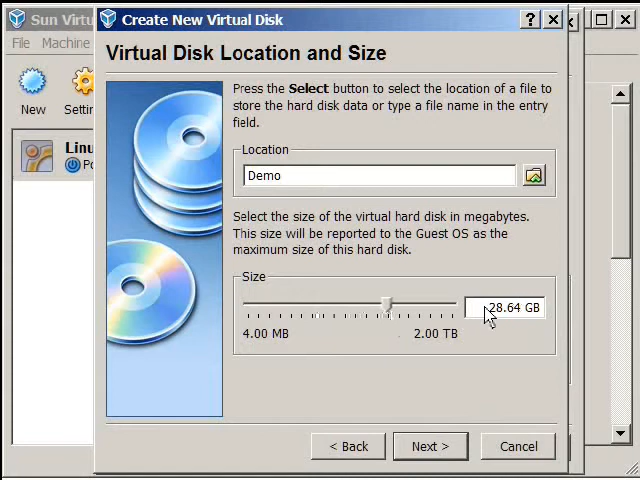 Sun Virtu
Create New Virtual Disk
File Machine
Virtual Disk Location and Size
New
Settin
Linu
Po
Press the Select button to select the location of a file to
store the hard disk data or type a file name in the entry
field.
Location
Demo
Select the size of the virtual hard disk in megabytes.
This size will be reported to the Guest OS as the
maximum size of this hard disk.
Size
28.64 GB
4.00 MB
2.00 TB
< Back
Next >
Cancel